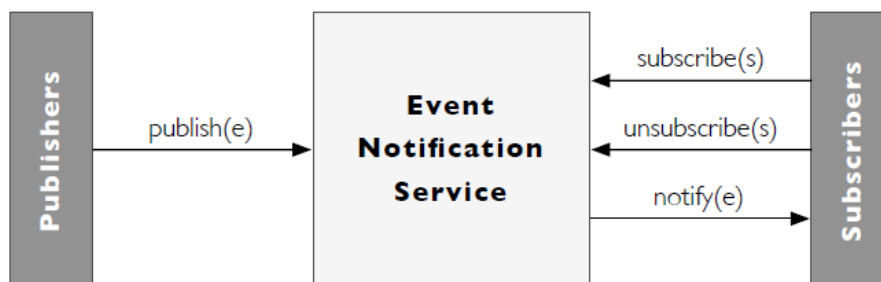 Publishers
publish(e)
Event
Notification
Service
subscribe(s)
unsubscribe(s)
notify(e)
Subscribers